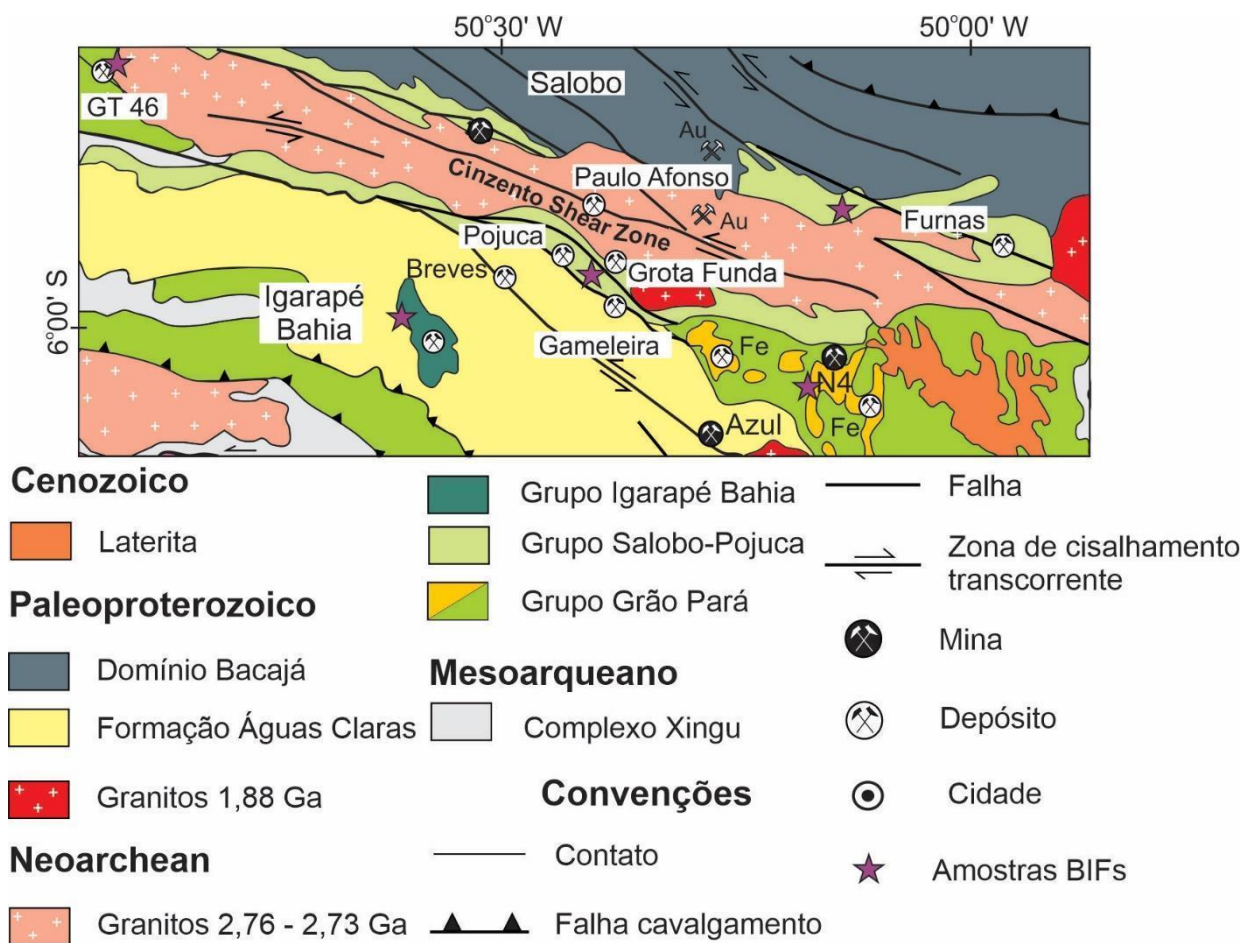 50°30' W
50°00' W
6°00' S
GT 46
Salobo
Au
Cinzento Shear Zone
Paulo Afonso
Au
Furnas
Pojuca
Breves
Grota Funda
Igarapé
Bahia
Gameleira
Fe
N4
Fe
Azul
Cenozoico
Laterita
Paleoproterozoico
Domínio Bacajá
Formação Águas Claras
Granitos 1,88 Ga
Neoarchean
Granitos 2,76 - 2,73 Ga
Grupo Igarapé Bahia
Grupo Salobo-Pojuca
Grupo Grão Pará
Mesoarqueano
Complexo Xingu
Convenções
Contato
Falha cavalgamento
Falha
Zona de cisalhamento
transcorrente
Mina
Depósito
Cidade
Amostras BIFs